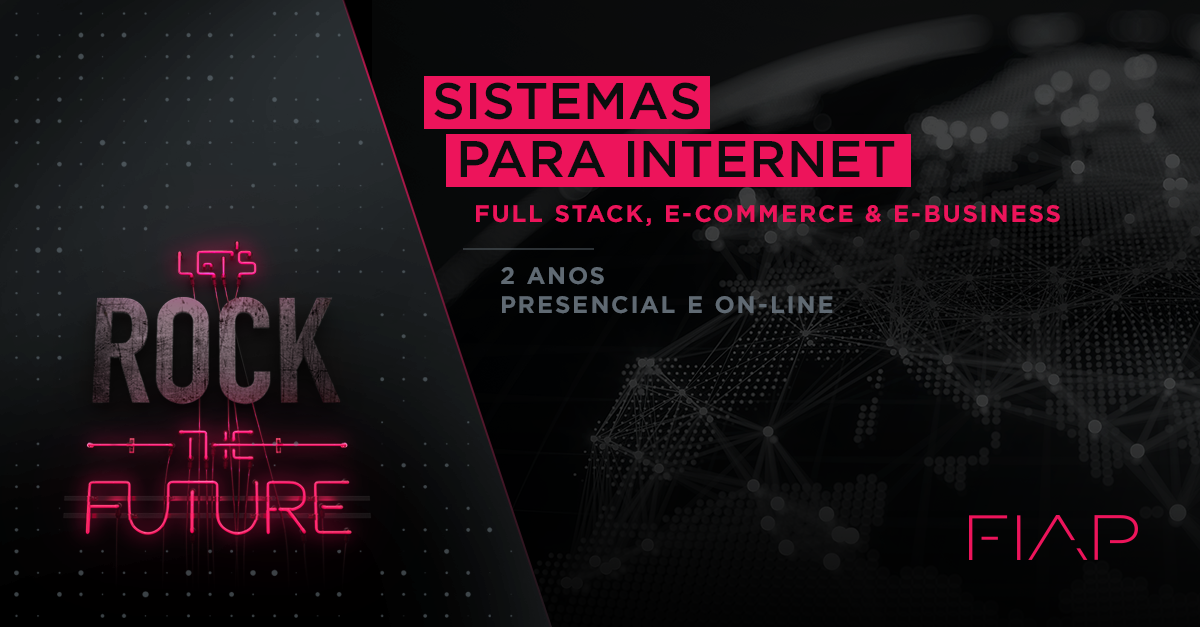 LET'S
ROCK
THE
FUTURE
SISTEMAS
PARA INTERNET
FULL STACK, E-COMMERCE & E-BUSINESS
2 ANOS
PRESENCIAL E ON-LINE
FIAP